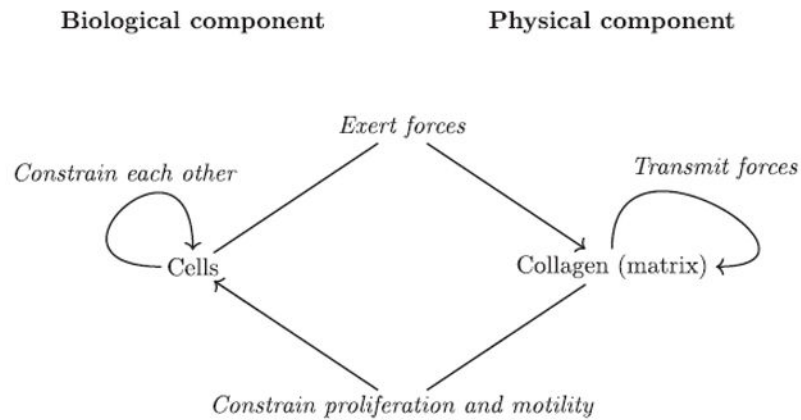 Biological component
Physical component
Exert forces
Constrain each other
Transmit forces
Cells
Collagen (matrix)
Constrain proliferation and motility